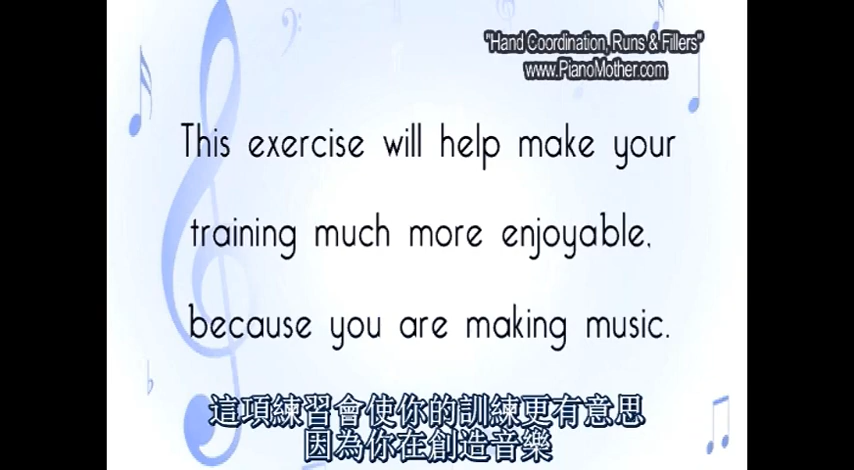 "Hand Coordination, Runs & Fillers"
www.PianoMother.com
This exercise will help make your
training much more enjoyable,
because you are making music.
這項練習會使你的訓練更有意思
因為你在創造音樂